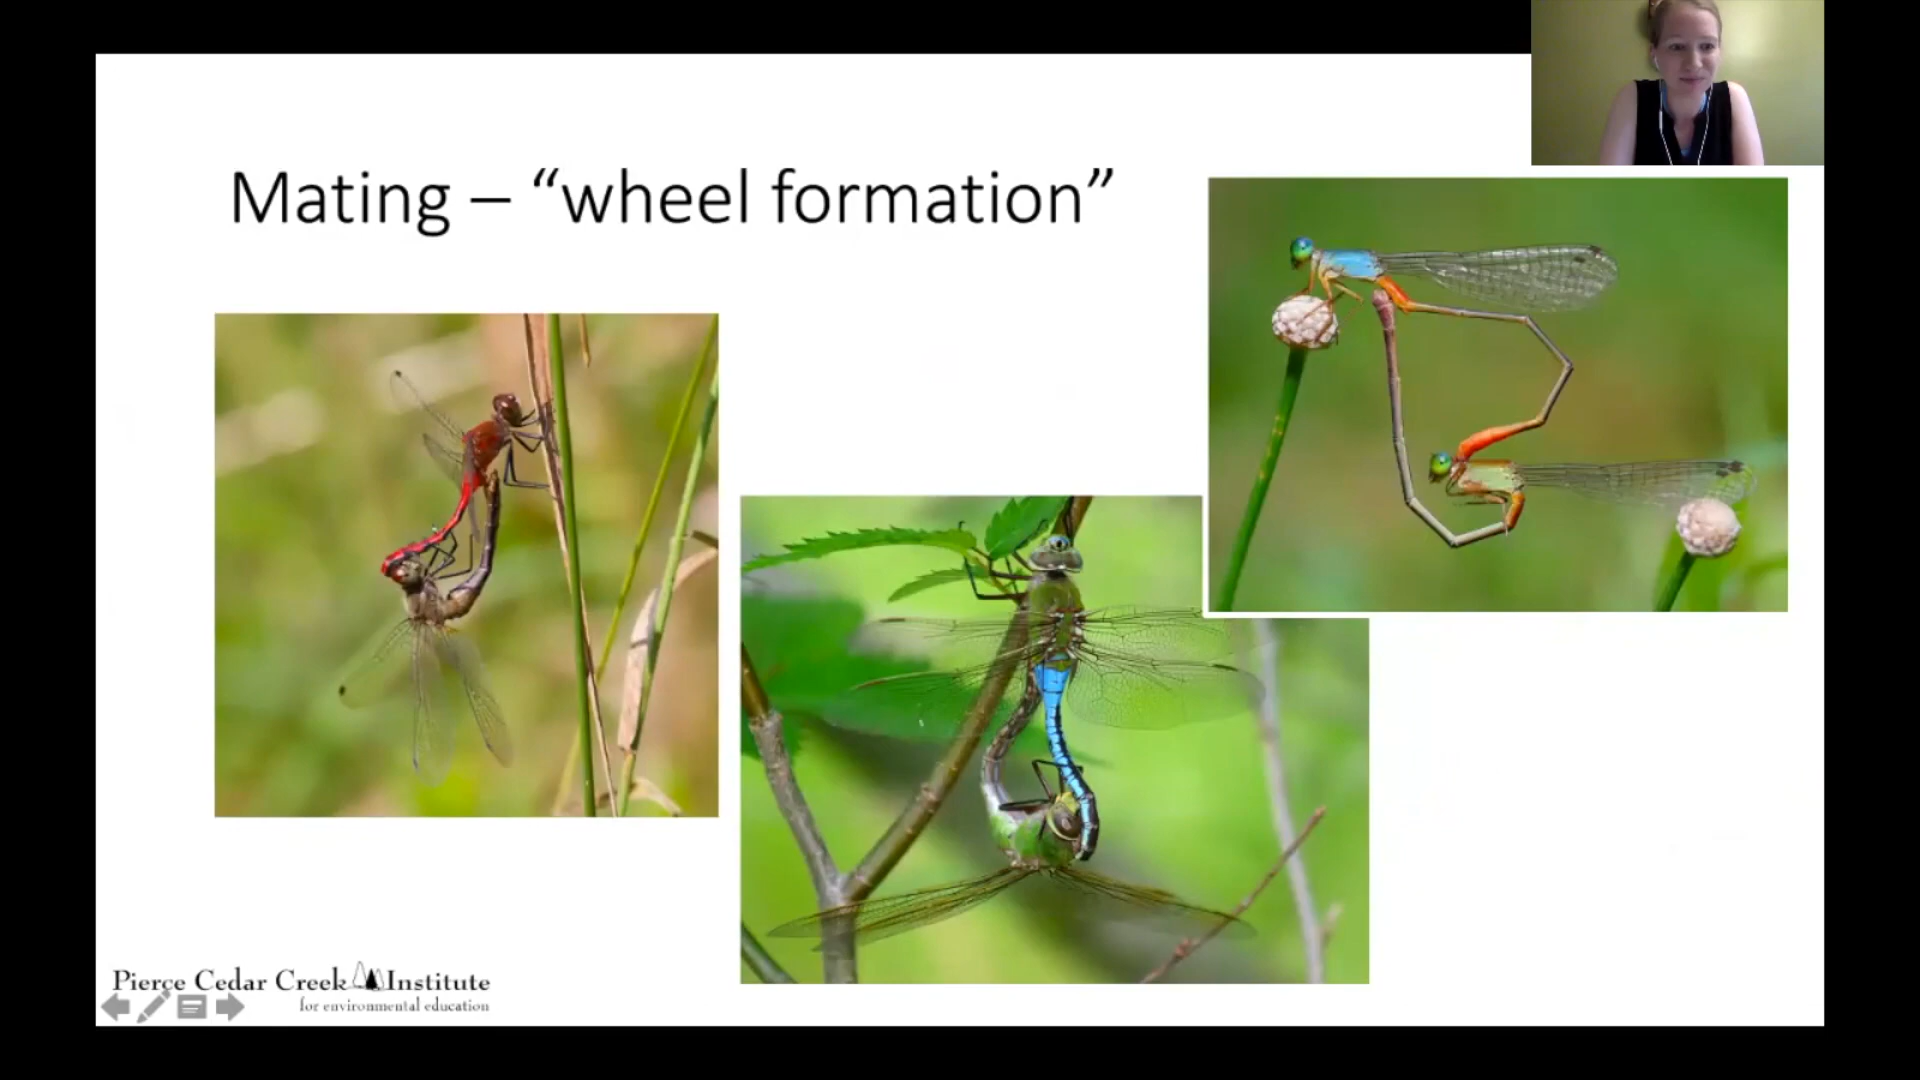 Mating – “wheel formation”
Pierce Cedar Creek Institute
for environmental education